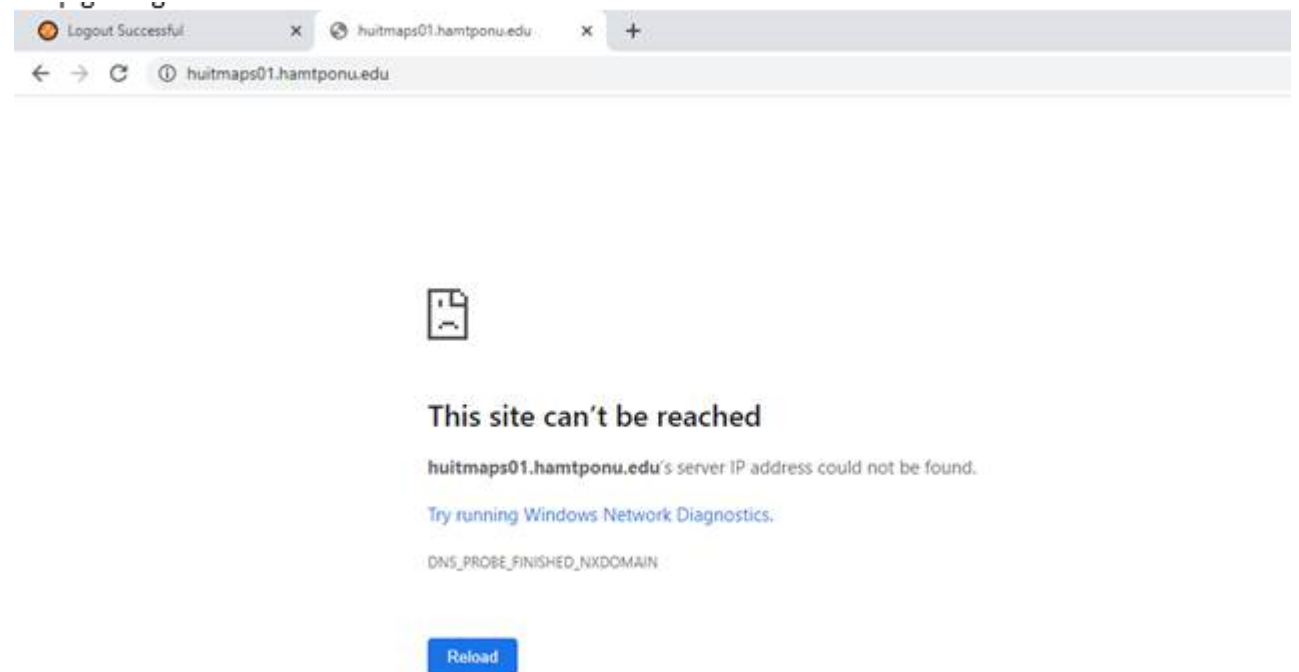 Logout Successful
huitmaps01.hamtponu.edu
huitmaps01.hamtponu.edu
This site can't be reached
huitmaps01.hamtponu.edu's server IP address could not be found.
Try running Windows Network Diagnostics.
DNS_PROBE_FINISHED_NXDOMAIN
Reload